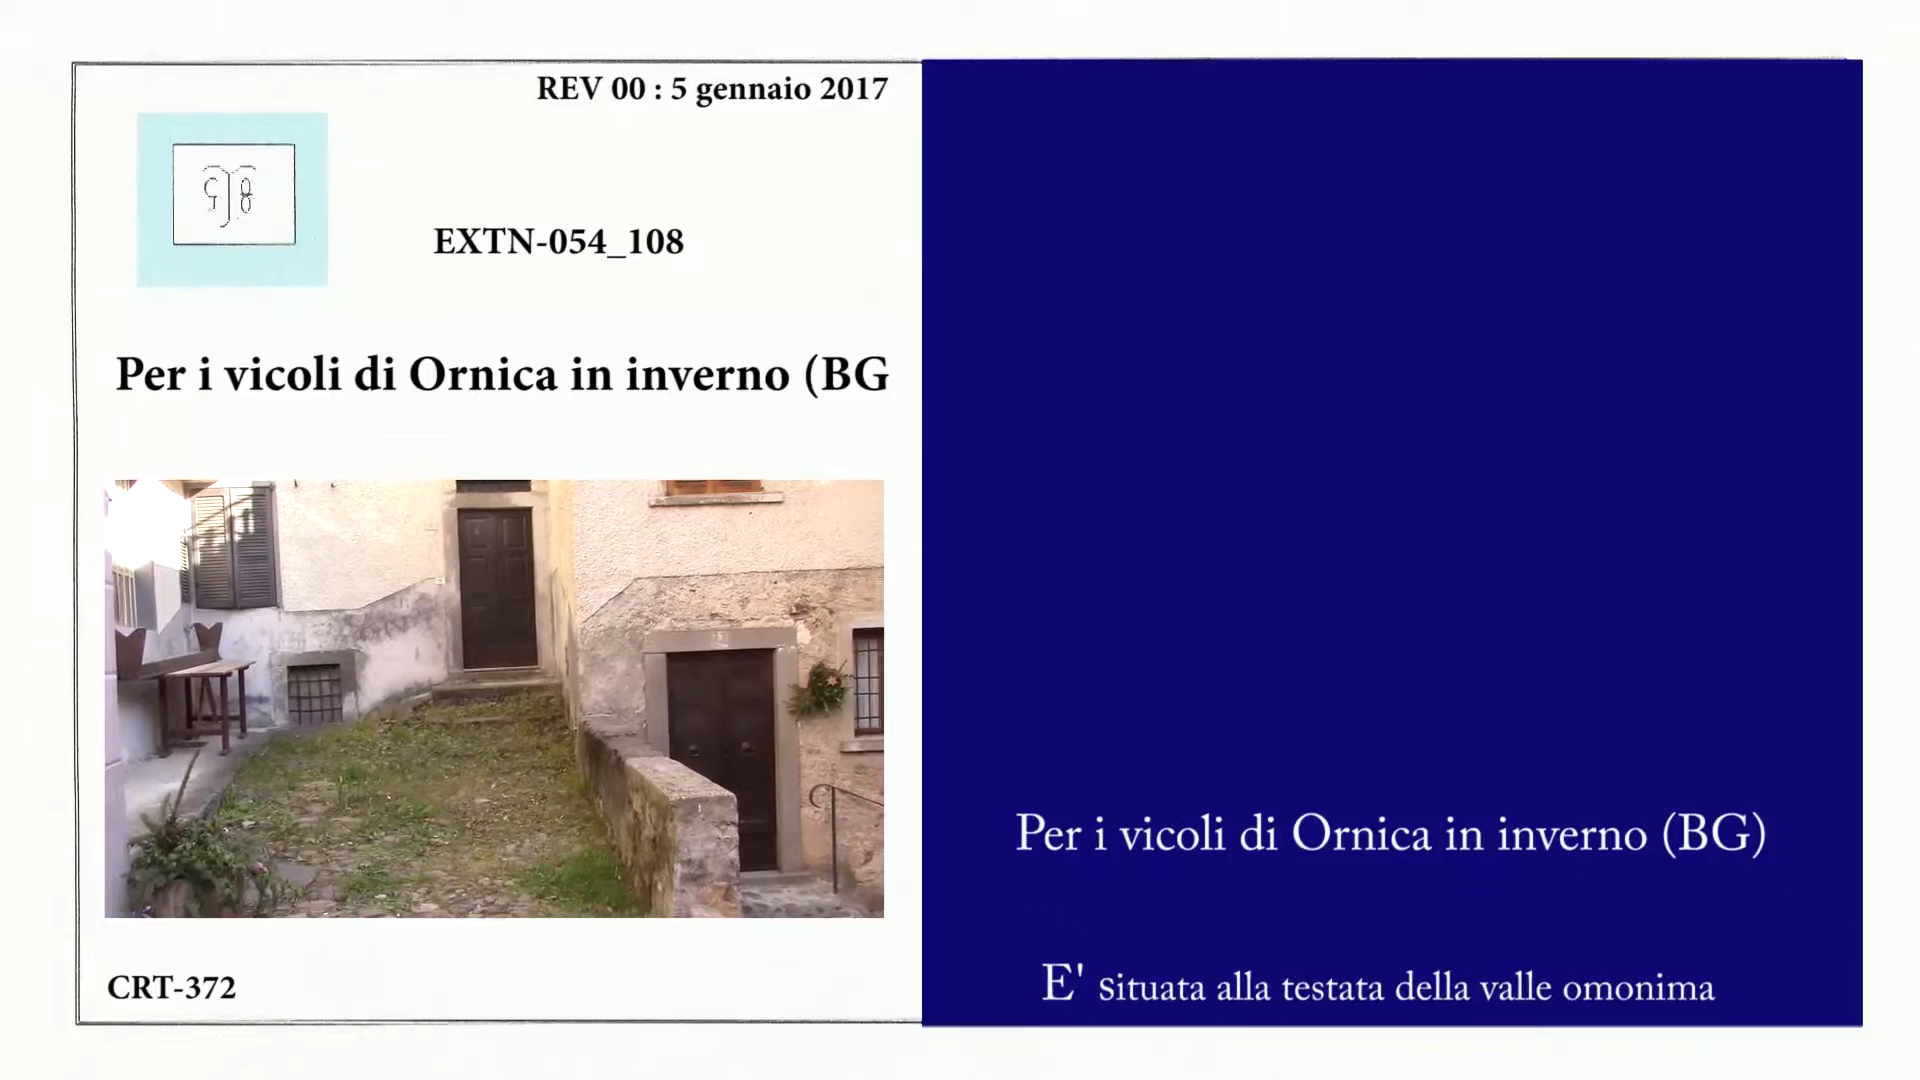 REV 00 : 5 gennaio 2017
EXTN-054_108
Per i vicoli di Ornica in inverno (BG
CRT-372
Per i vicoli di Ornica in inverno (BG)
E' situata alla testata della valle omonima